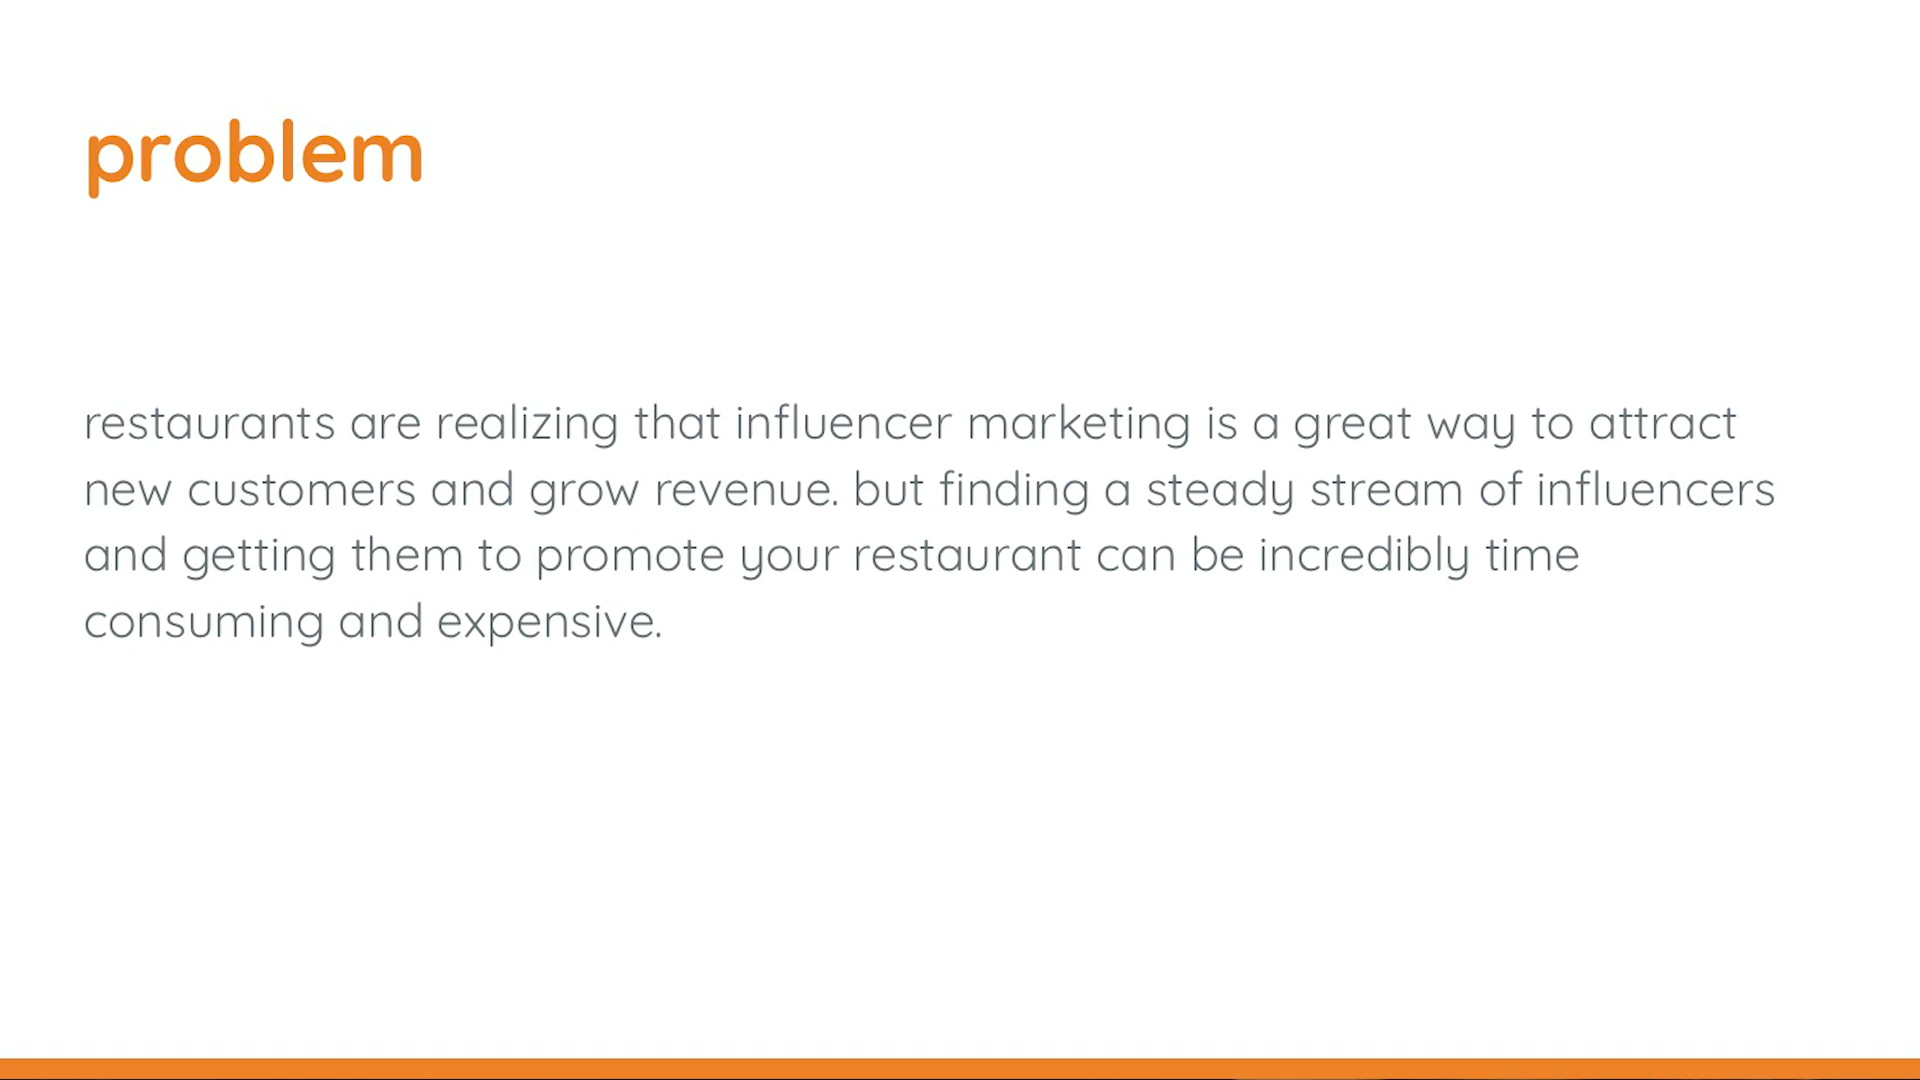 problem
restaurants are realizing that influencer marketing is a great way to attract
new customers and grow revenue. but finding a steady stream of influencers
and getting them to promote your restaurant can be incredibly time
consuming and expensive.